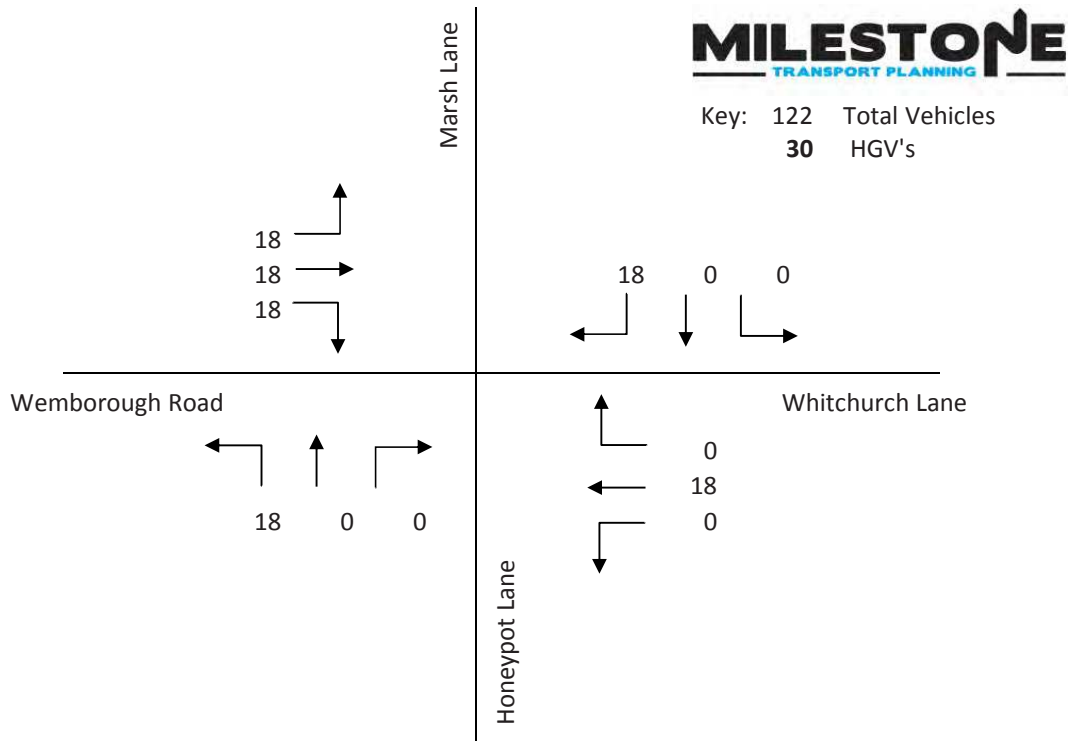 MILESTONE
TRANSPORT PLANNING
Key: 122 Total Vehicles
30 HGV's
Marsh Lane
18
18
18
18 0 0
Wemborough Road
Whitchurch Lane
0
18
0
18 0 0
Honeypot Lane